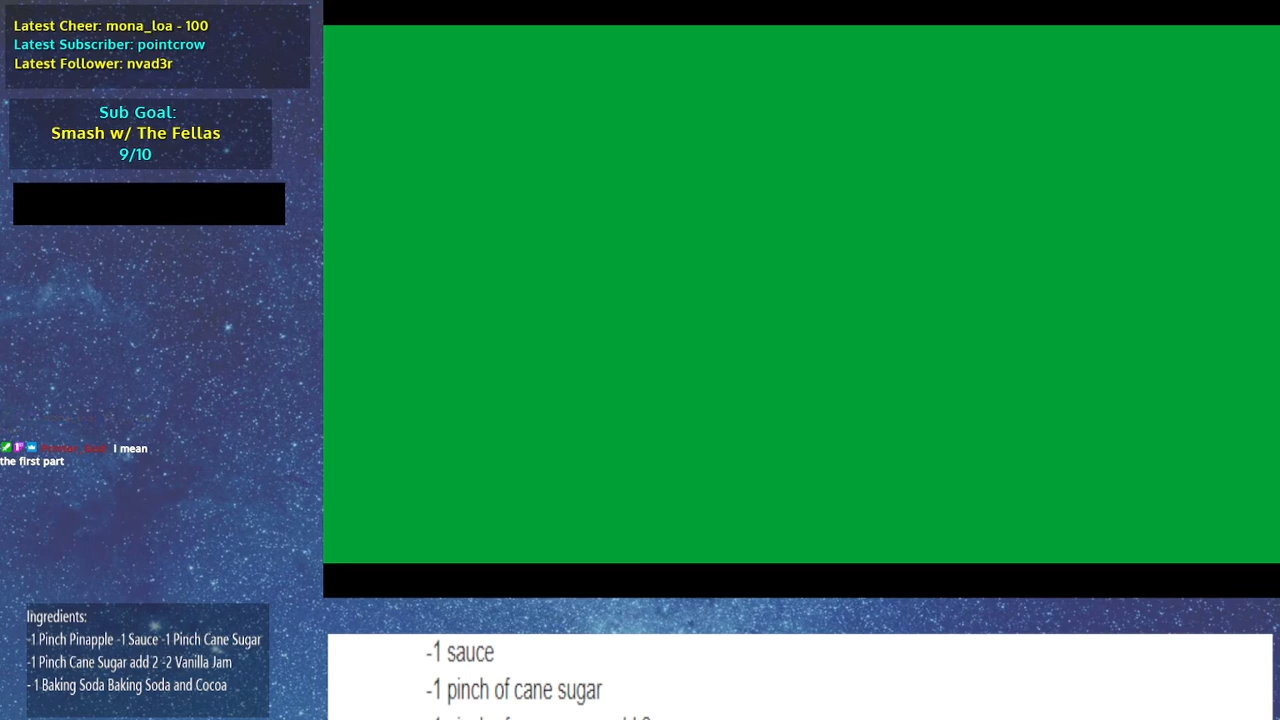 Latest Cheer: mona_loa - 100
Latest Subscriber: pointcrow
Latest Follower: nvad3r
Sub Goal:
Smash w/ The Fellas
9/10
I mean
the first part
Ingredients:
-1 Pinch Pinapple -1 Sauce -1 Pinch Cane Sugar
-1 Pinch Cane Sugar add 2 -2 Vanilla Jam
- 1 Baking Soda Baking Soda and Cocoa
-1 sauce
-1 pinch of cane sugar